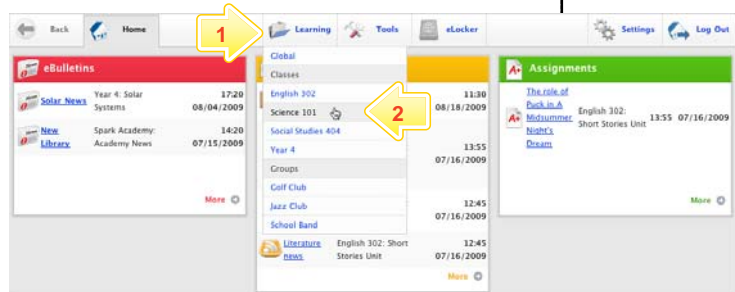 Back
Home
1
Learning
Tools
eLocker
Settings
Log Out
eBulletins
Solar News
Year 4: Solar
Systems
17:20
08/04/2009
New
Library
Spark Academy:
Academy News
14:20
07/15/2009
More
Global
Classes
English 302
Science 101
2
Social Studies 404
Year 4
Groups
Golf Club
Jazz Club
School Band
11:30
08/18/2009
13:55
07/16/2009
12:45
07/16/2009
Literature
news
English 302: Short
Stories Unit
12:45
07/16/2009
More
Assignments
The role of
Puck in A
Midsummer
Night's
Dream
English 302:
Short Stories Unit
13:55 07/16/2009
More